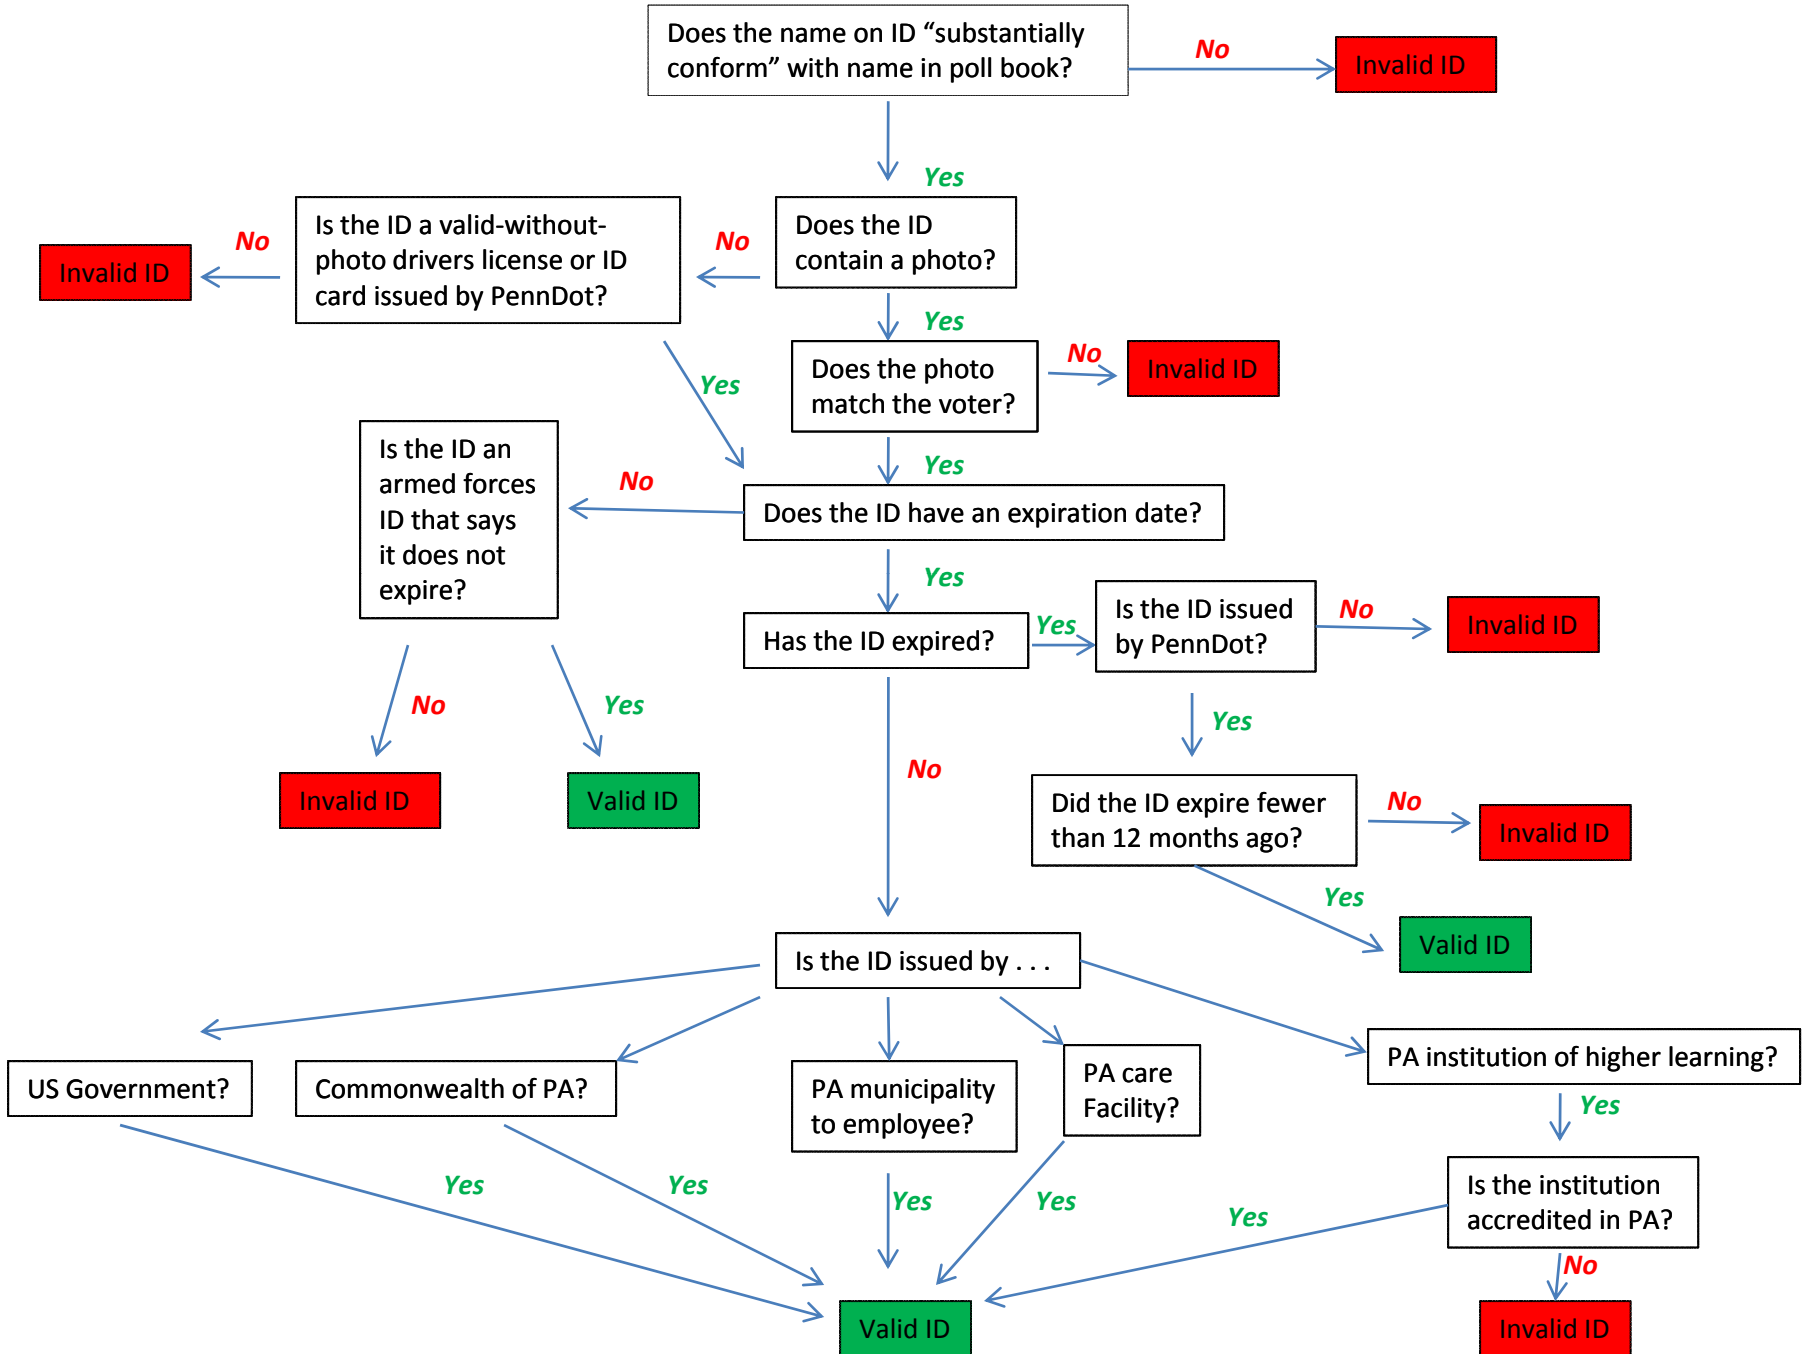 Does the name on ID “substantially
conform” with name in poll book?
No
Invalid ID
Yes
Is the ID a valid-without-
photo drivers license or ID
card issued by PennDot?
No
Invalid ID
No
Does the ID
contain a photo?
Yes
Yes
Does the photo
match the voter?
No
Invalid ID
Yes
Is the ID an
armed forces
ID that says
it does not
expire?
No
Does the ID have an expiration date?
Yes
Has the ID expired?
Yes
Is the ID issued
by PennDot?
No
Invalid ID
No
Yes
Yes
Invalid ID
Valid ID
No
Did the ID expire fewer
than 12 months ago?
No
Invalid ID
Yes
Valid ID
Is the ID issued by . . .
US Government?
Commonwealth of PA?
PA municipality
to employee?
PA care
Facility?
PA institution of higher learning?
Yes
Is the institution
accredited in PA?
Yes
Yes
Yes
Yes
Yes
No
Valid ID
Invalid ID